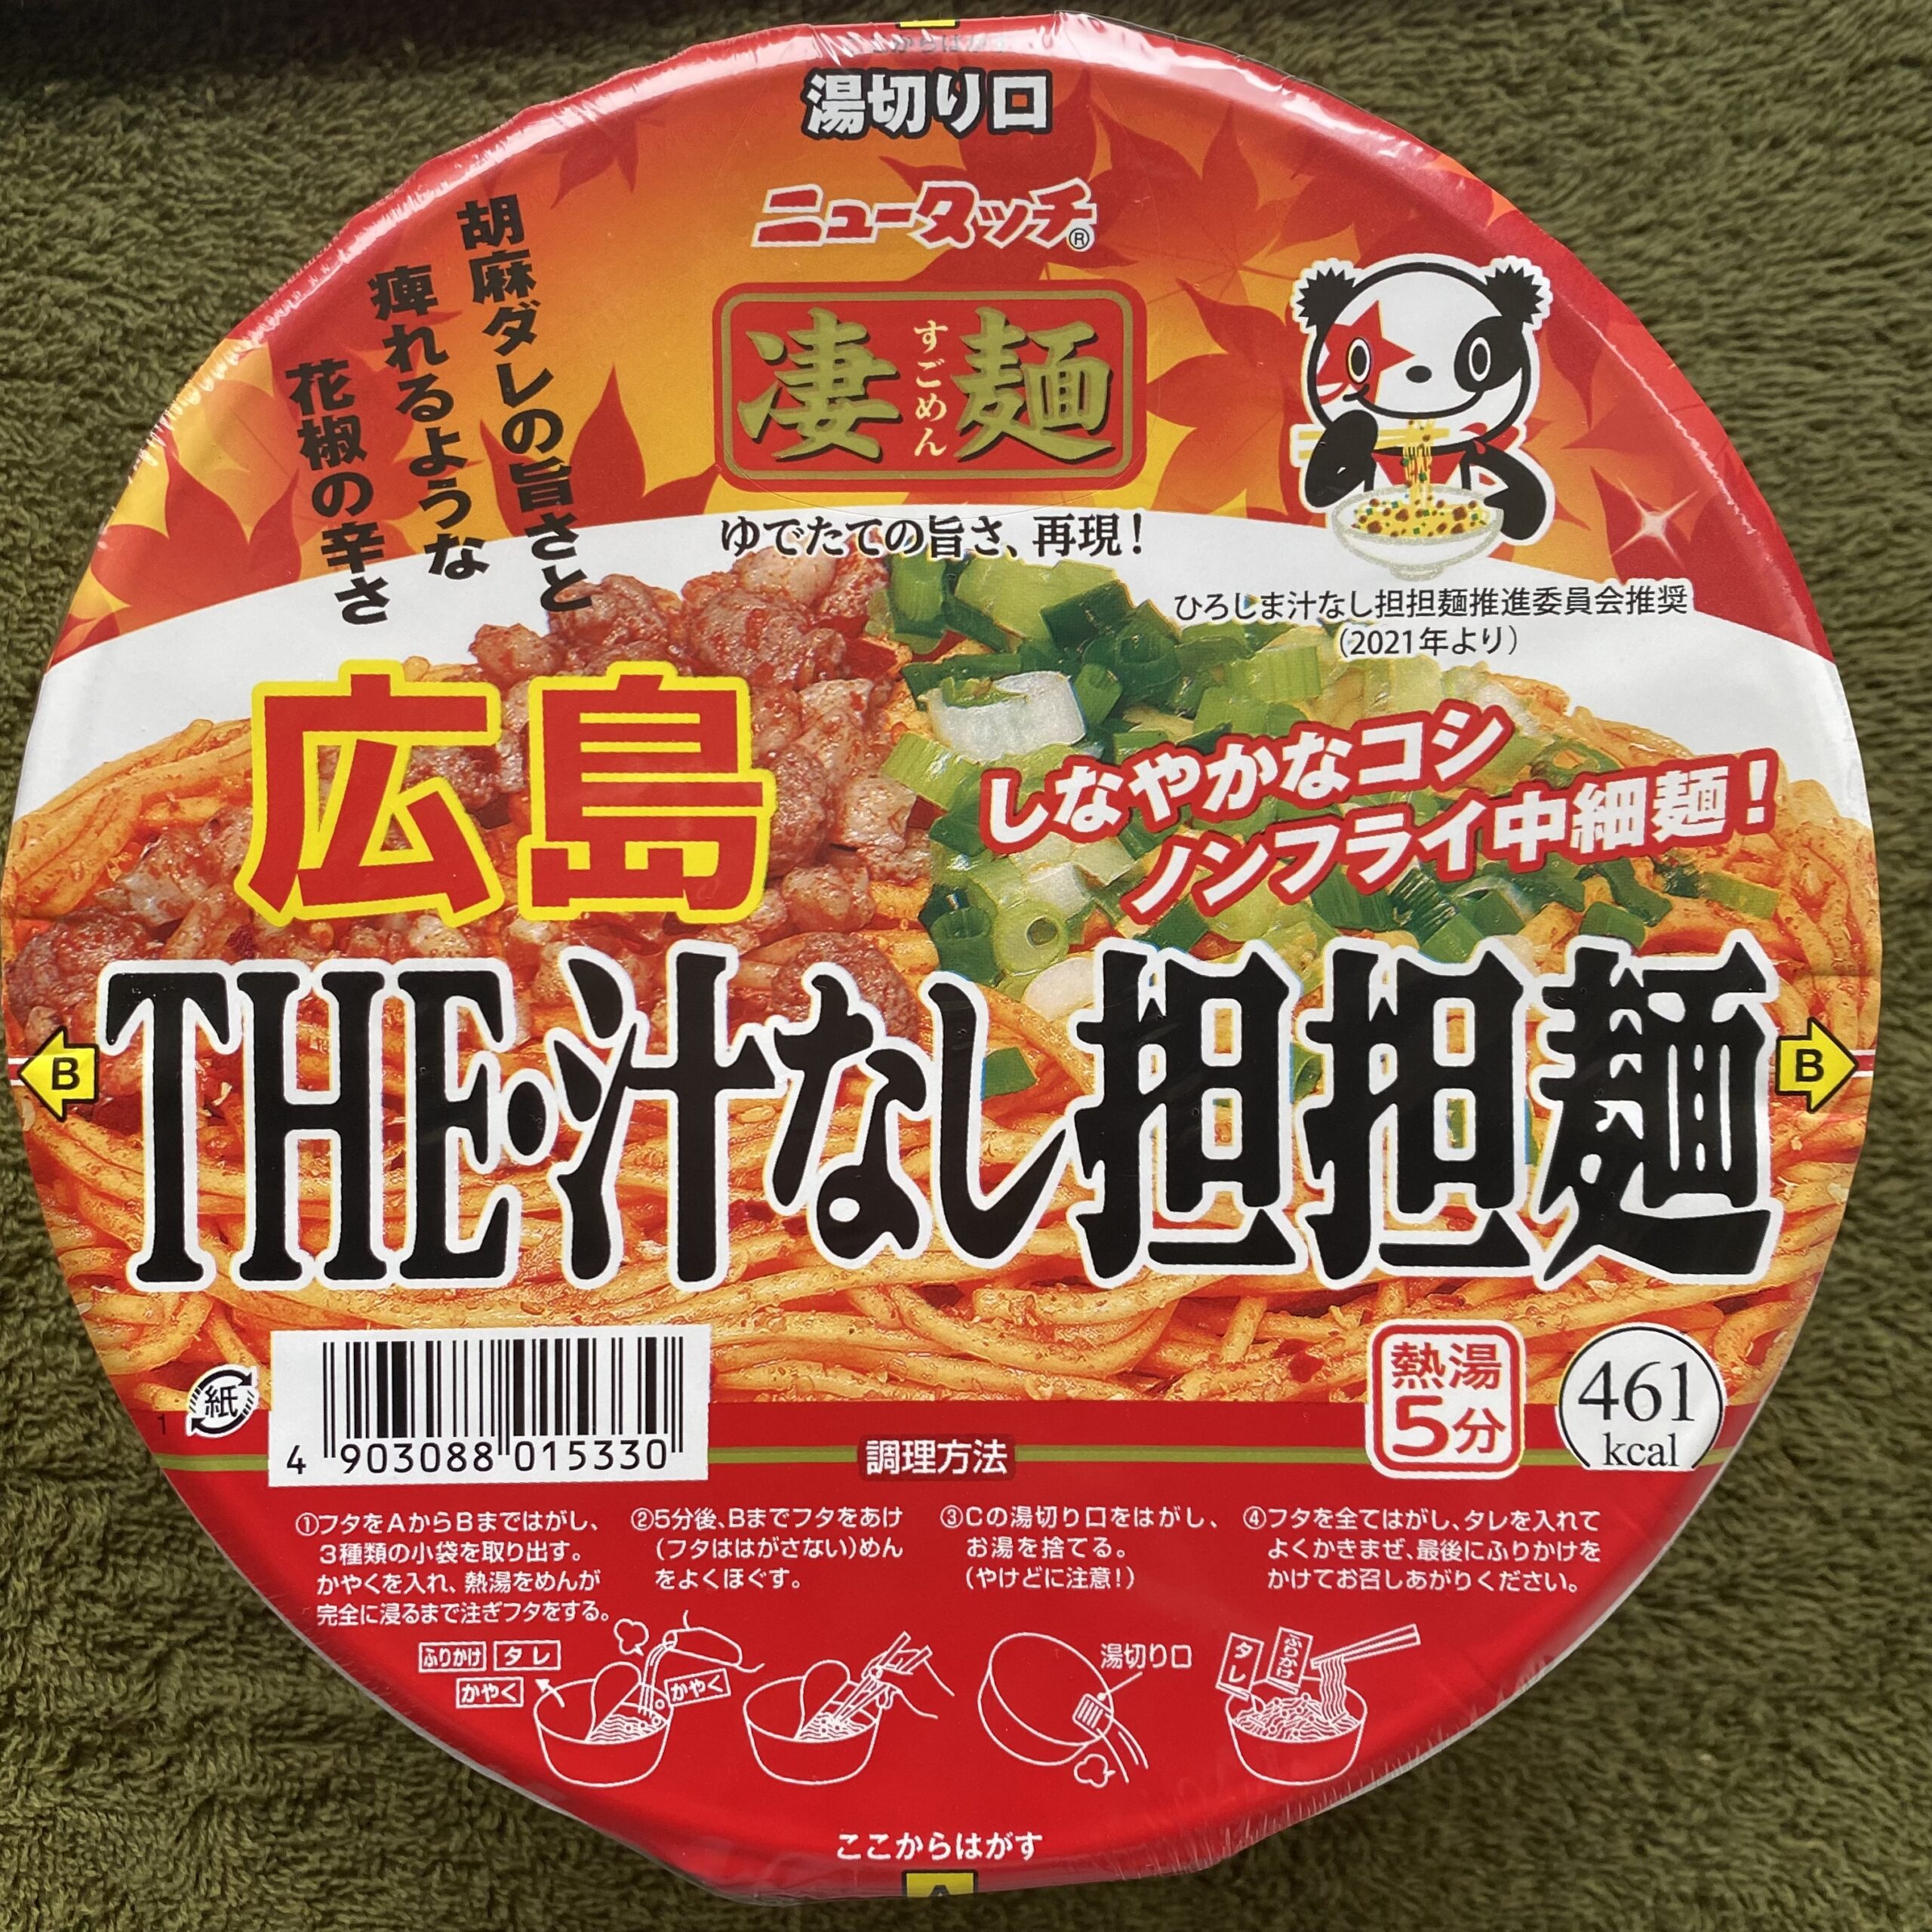 湯切り口
ニュータッチ®
凄麺
すごめん
胡麻ダレの旨さと
痺れるような
花椒の辛さ
ゆでたての旨さ、再現！
ひろしま汁なし担担麺推進委員会推奨
（2021年より）
広島
しなやかなコシ
ノンフライ中細麺！
THE・汁なし担担麺
B
B
紙
1
4 903088 015330
熱湯
5分
461
kcal
調理方法
①フタをAからBまではがし、
3種類の小袋を取り出す。
かやくを入れ、熱湯をめんが
完全に浸るまで注ぎフタをする。
②5分後、Bまでフタをあけ
（フタははがさない）めん
をよくほぐす。
③Cの湯切り口をはがし、
お湯を捨てる。
（やけどに注意！）
④フタを全てはがし、タレを入れて
よくかきまぜ、最後にふりかけを
かけてお召しあがりください。
ふりかけ
タレ
かやく
かやく
湯切り口
タレ
ふりかけ
ここからはがす
A